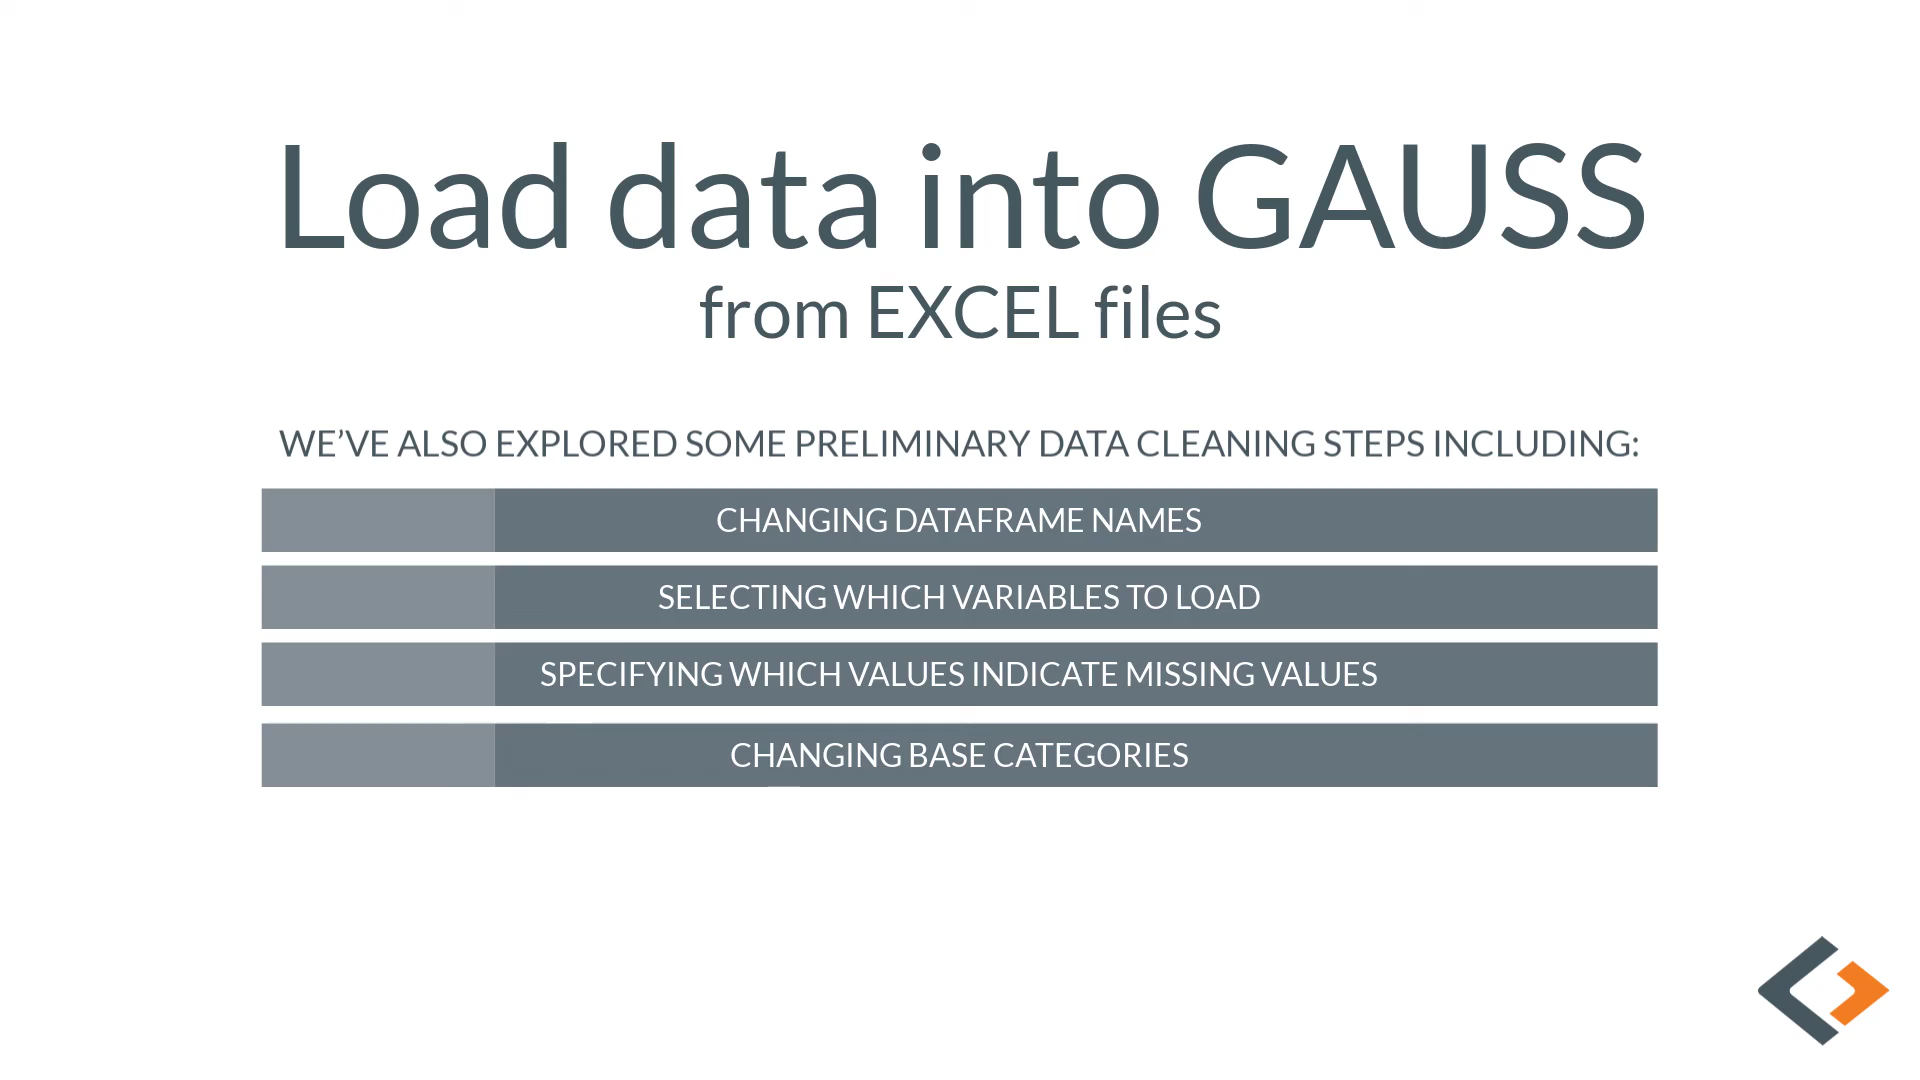 Load data into GAUSS
from EXCEL files
WE’VE ALSO EXPLORED SOME PRELIMINARY DATA CLEANING STEPS INCLUDING:
CHANGING DATAFRAME NAMES
SELECTING WHICH VARIABLES TO LOAD
SPECIFYING WHICH VALUES INDICATE MISSING VALUES
CHANGING BASE CATEGORIES